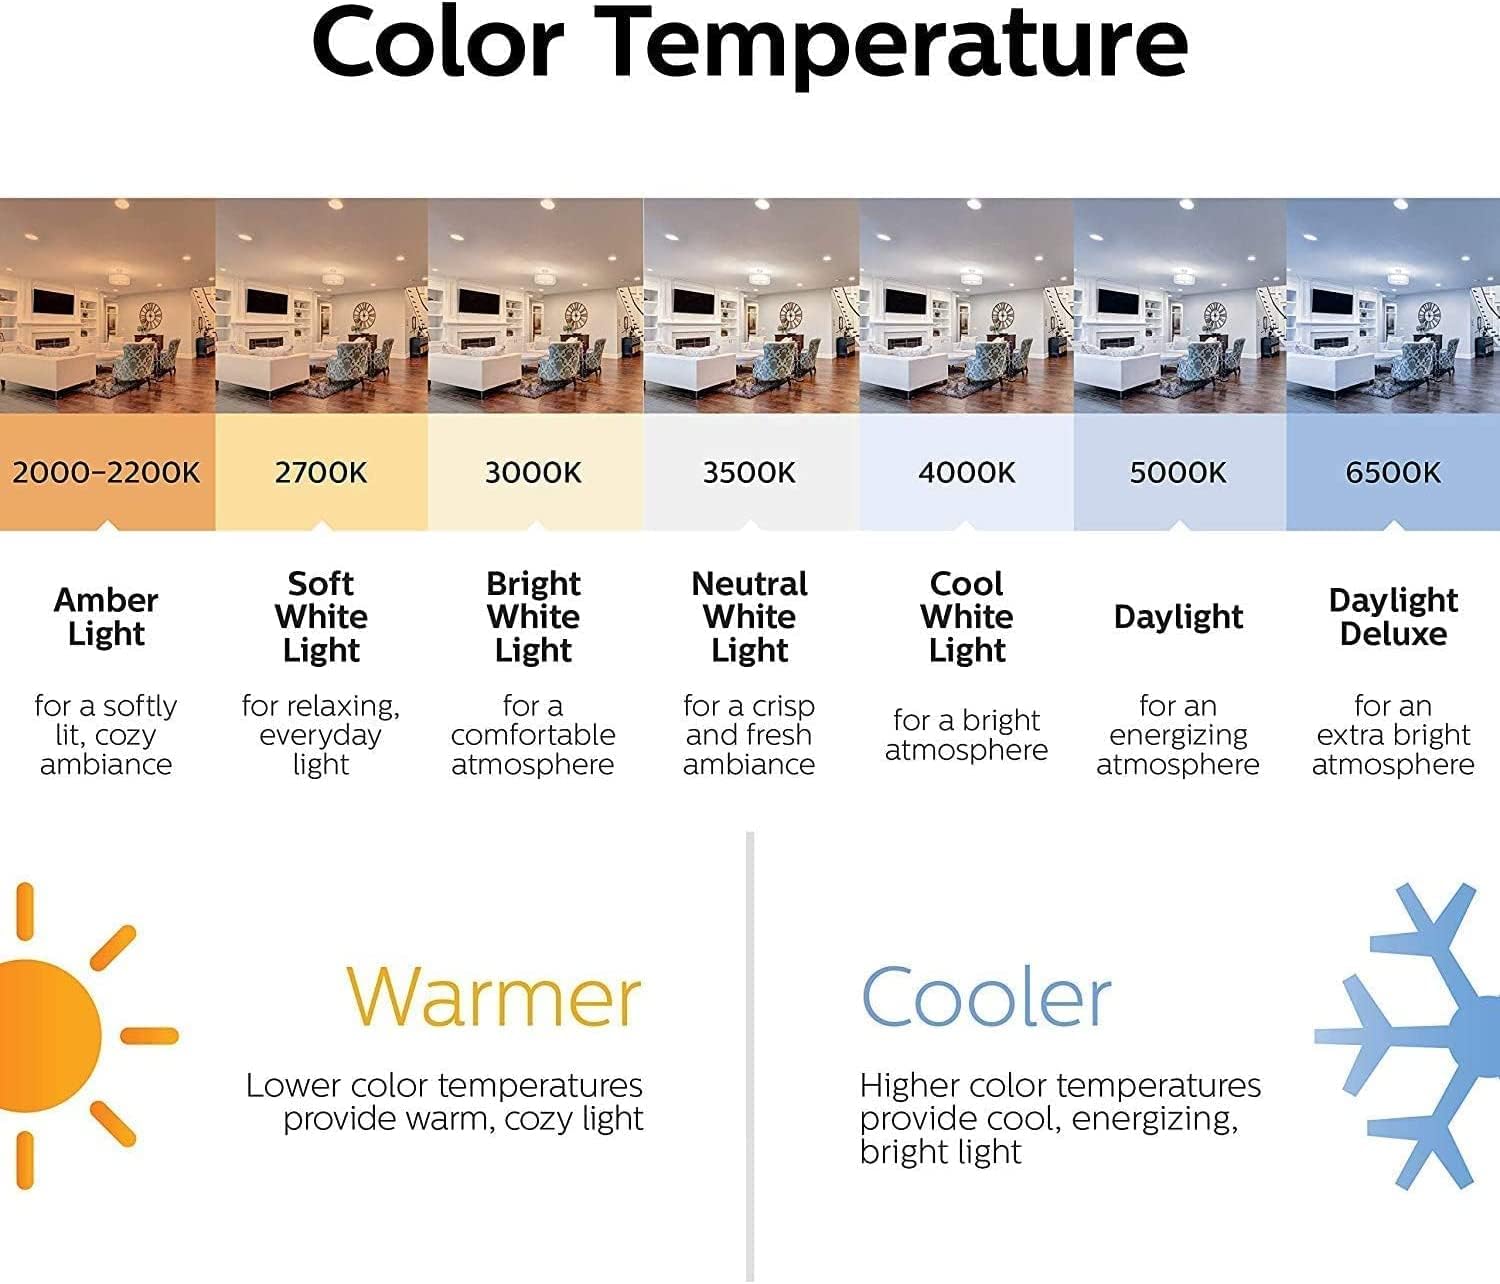 Color Temperature
2000–2200K
2700K
3000K
3500K
4000K
5000K
6500K
Amber
Light
for a softly
lit, cozy
ambiance
Soft
White
Light
for relaxing,
everyday
light
Bright
White
Light
for a
comfortable
atmosphere
Neutral
White
Light
for a crisp
and fresh
ambiance
Cool
White
Light
for a bright
atmosphere
Daylight
for an
energizing
atmosphere
Daylight
Deluxe
for an
extra bright
atmosphere
Warmer
Lower color temperatures
provide warm, cozy light
Cooler
Higher color temperatures
provide cool, energizing,
bright light